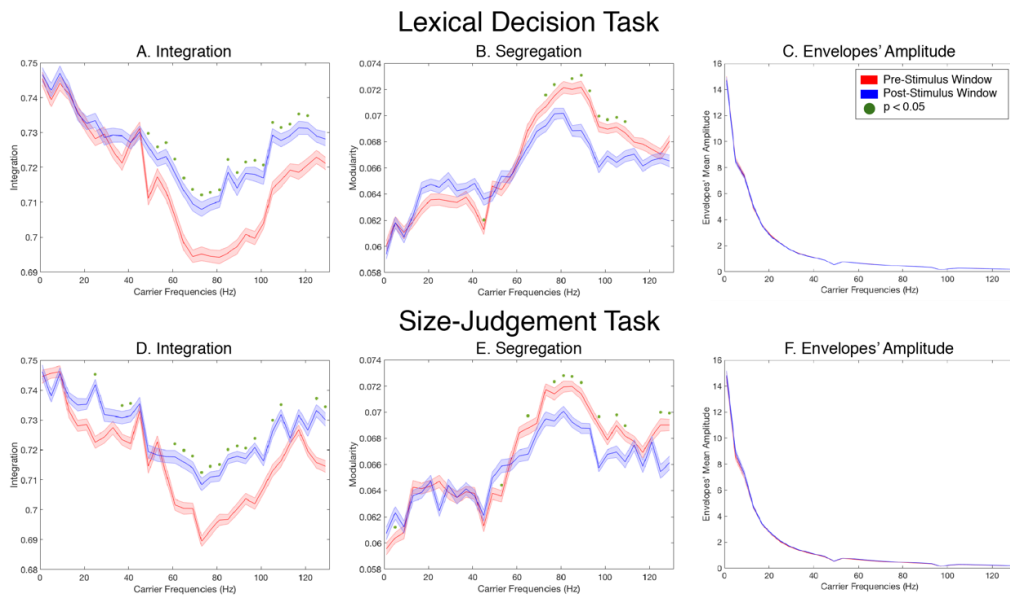 Lexical Decision Task
A. Integration
B. Segregation
C. Envelopes' Amplitude
Integration
0.75
0.74
0.73
0.72
0.71
0.7
0.69
0 20 40 60 80 100 120
Carrier Frequencies (Hz)
Modularity
0.074
0.072
0.07
0.068
0.066
0.064
0.062
0.06
0.058
0 20 40 60 80 100 120
Carrier Frequencies (Hz)
Envelopes' Mean Amplitude
16
14
12
10
8
6
4
2
0
0 20 40 60 80 100 120
Carrier Frequencies (Hz)
Pre-Stimulus Window
Post-Stimulus Window
p < 0.05
Size-Judgement Task
D. Integration
E. Segregation
F. Envelopes' Amplitude
Integration
0.75
0.74
0.73
0.72
0.71
0.7
0.69
0.68
0 20 40 60 80 100 120
Carrier Frequencies (Hz)
Modularity
0.074
0.072
0.07
0.068
0.066
0.064
0.062
0.06
0.058
0 20 40 60 80 100 120
Carrier Frequencies (Hz)
Envelopes' Mean Amplitude
18
16
14
12
10
8
6
4
2
0
0 20 40 60 80 100 120
Carrier Frequencies (Hz)